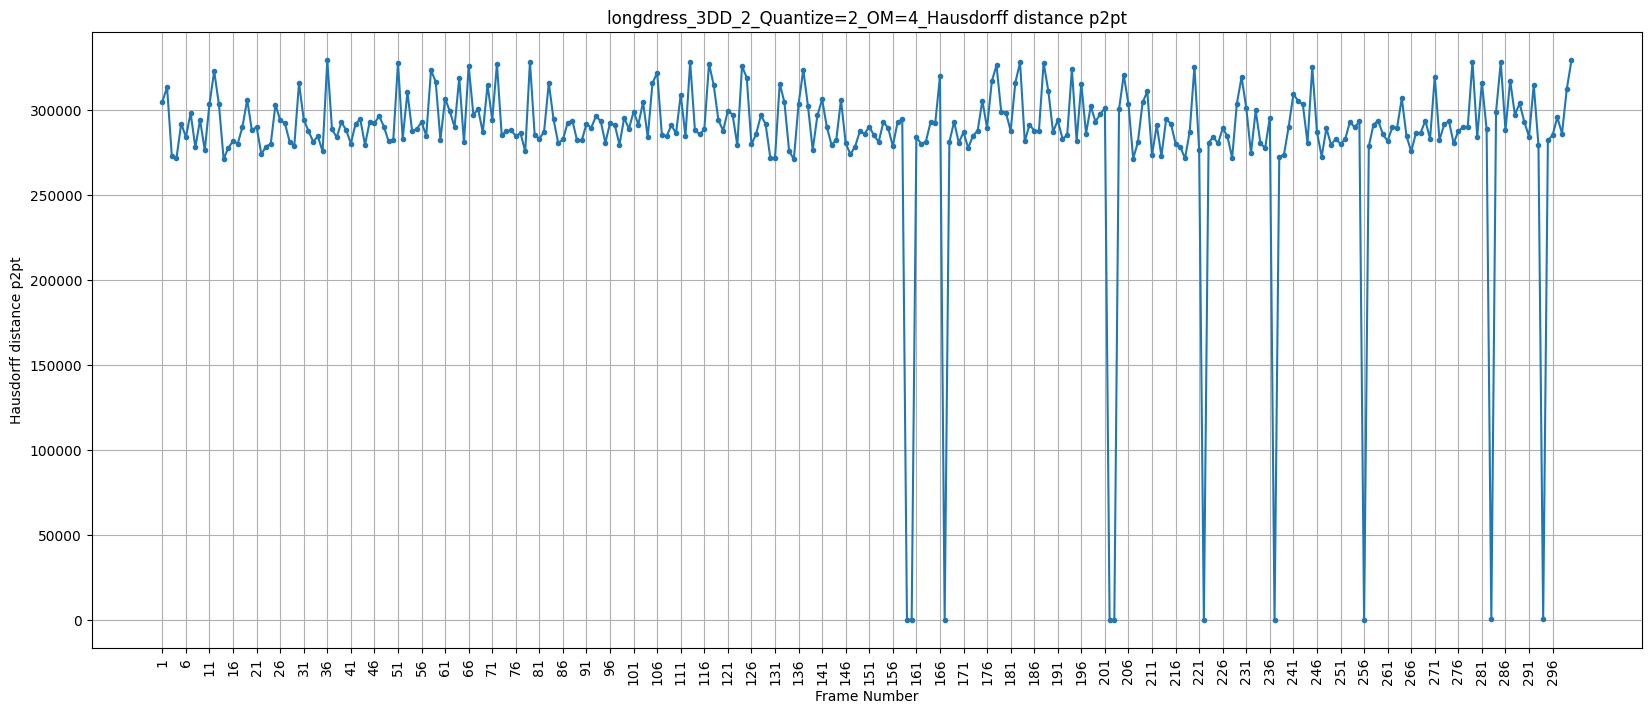 longdress_3DD_2_Quantize=2_OM=4_Hausdorff distance p2pt
Hausdorff distance p2pt
300000
250000
200000
150000
100000
50000
0
1 6 11 16 21 26 31 36 41 46 51 56 61 66 71 76 81 86 91 96 101 106 111 116 121 126 131 136 141 146 151 156 161 166 171 176 181 186 191 196 201 206 211 216 221 226 231 236 241 246 251 256 261 266 271 276 281 286 291 296
Frame Number